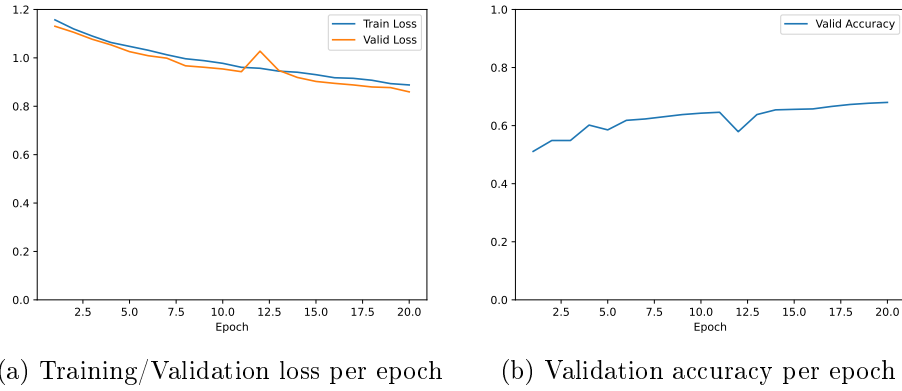 1.2
1.0
0.8
0.6
0.4
0.2
0.0
Train Loss
Valid Loss
2.5 5.0 7.5 10.0 12.5 15.0 17.5 20.0
Epoch
1.0
0.8
0.6
0.4
0.2
0.0
Valid Accuracy
2.5 5.0 7.5 10.0 12.5 15.0 17.5 20.0
Epoch
a) Training/Validation loss per epoch
(b) Validation accuracy per epoch